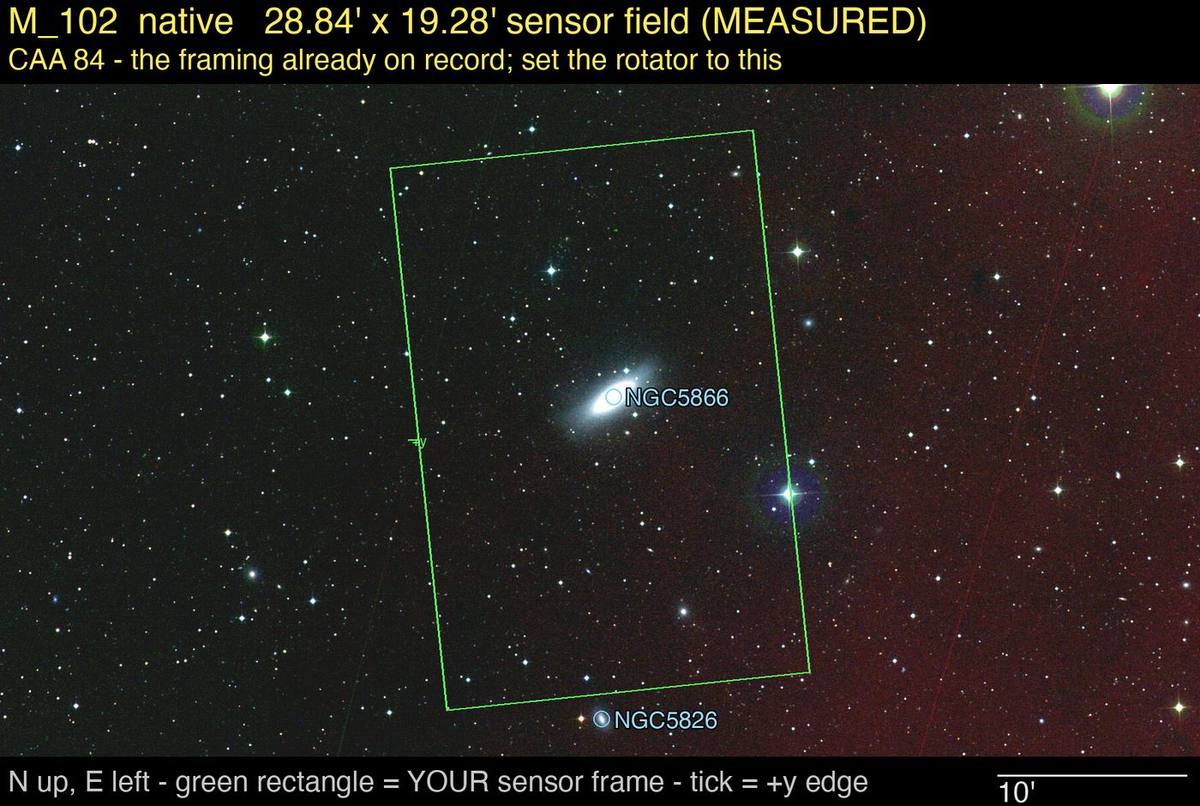 M_102 native 28.84' x 19.28' sensor field (MEASURED)
CAA 84 - the framing already on record; set the rotator to this
NGC5866
+y
NGC5826
N up, E left - green rectangle = YOUR sensor frame - tick = +y edge
10'